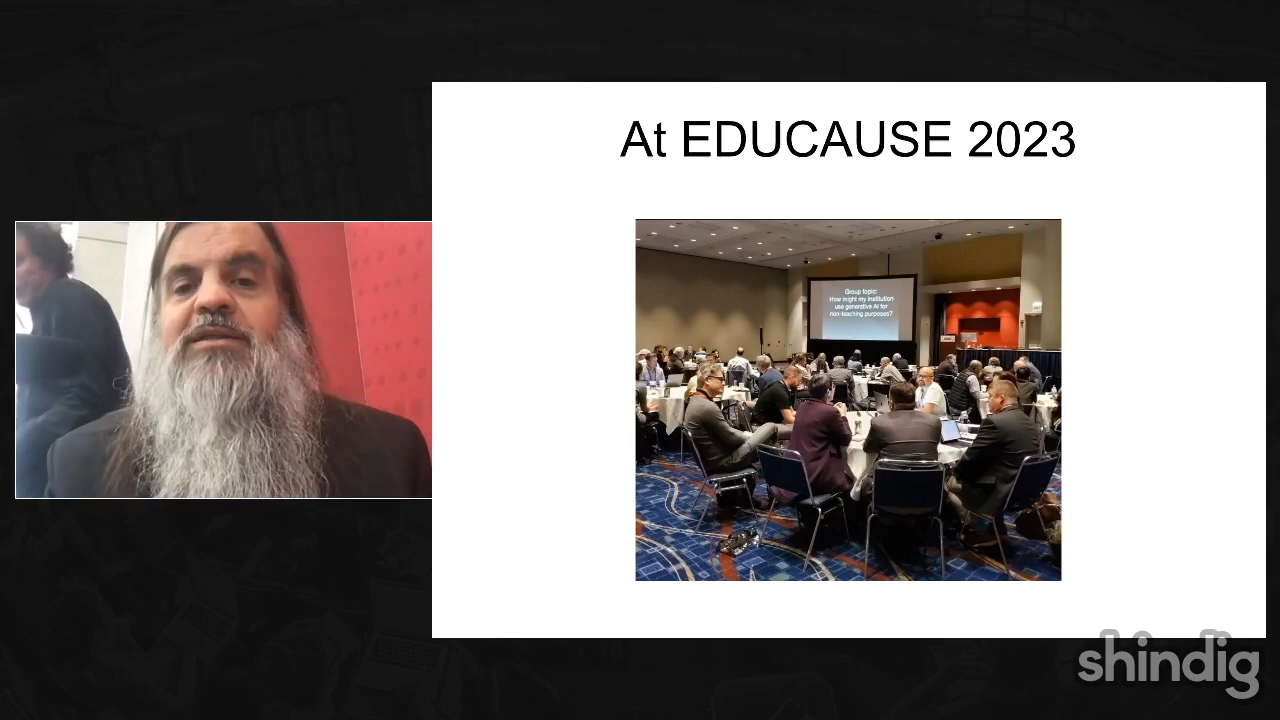 At EDUCAUSE 2023
Group topic:
How might my institution
use generative AI for
non-teaching purposes?
shindig